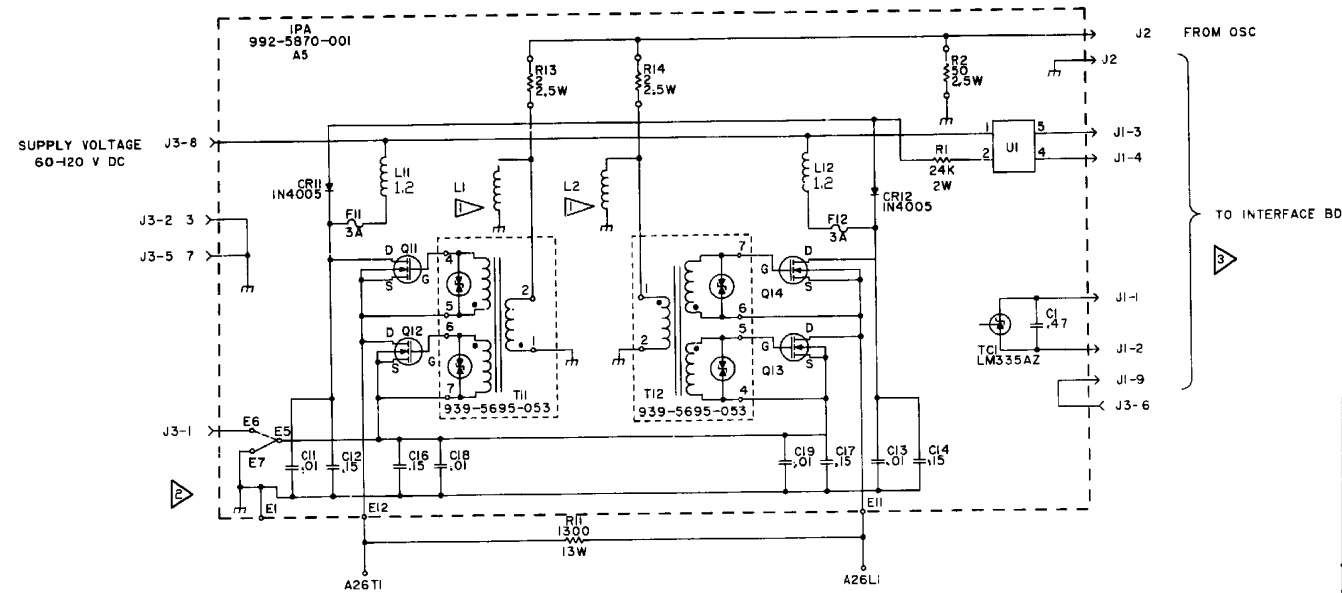 IPA
992-5870-001
A5
J2 FROM OSC
J2
R13
2
2.5W
R14
2
2.5W
R2
50
2.5W
SUPPLY VOLTAGE
60-120 V DC
J3-8
1 U1 5
2 4
J1-3
J1-4
R1
24K
2W
CR11
1N4005
L11
1.2
F11
3A
L1
1
L2
1
L12
1.2
CR12
1N4005
F12
3A
J3-2 3
J3-5 7
TO INTERFACE BD
3
D Q11
G
S
4
5
D Q12
G
S
6
7
2
1
T11
939-5695-053
1
2
7
6
5
4
T12
939-5695-053
D
G
S
Q14
D
G
S
Q13
TC1
LM335AZ
C1
.47
J1-1
J1-2
J1-9
J3-6
J3-1
E6
E5
E7
C11
.01
C12
.15
C16
.15
C18
.01
C19
.01
C17
.15
C13
.01
C14
.15
2
E1
E12
E11
R11
1300
13W
A26T1
A26L1